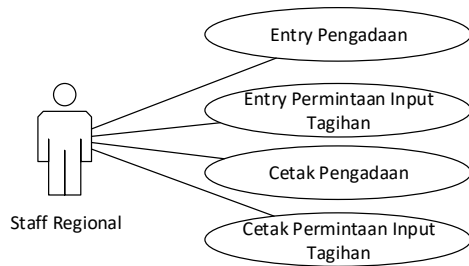 Entry Pengadaan
Entry Permintaan Input
Tagihan
Cetak Pengadaan
Staff Regional
Cetak Permintaan Input
Tagihan